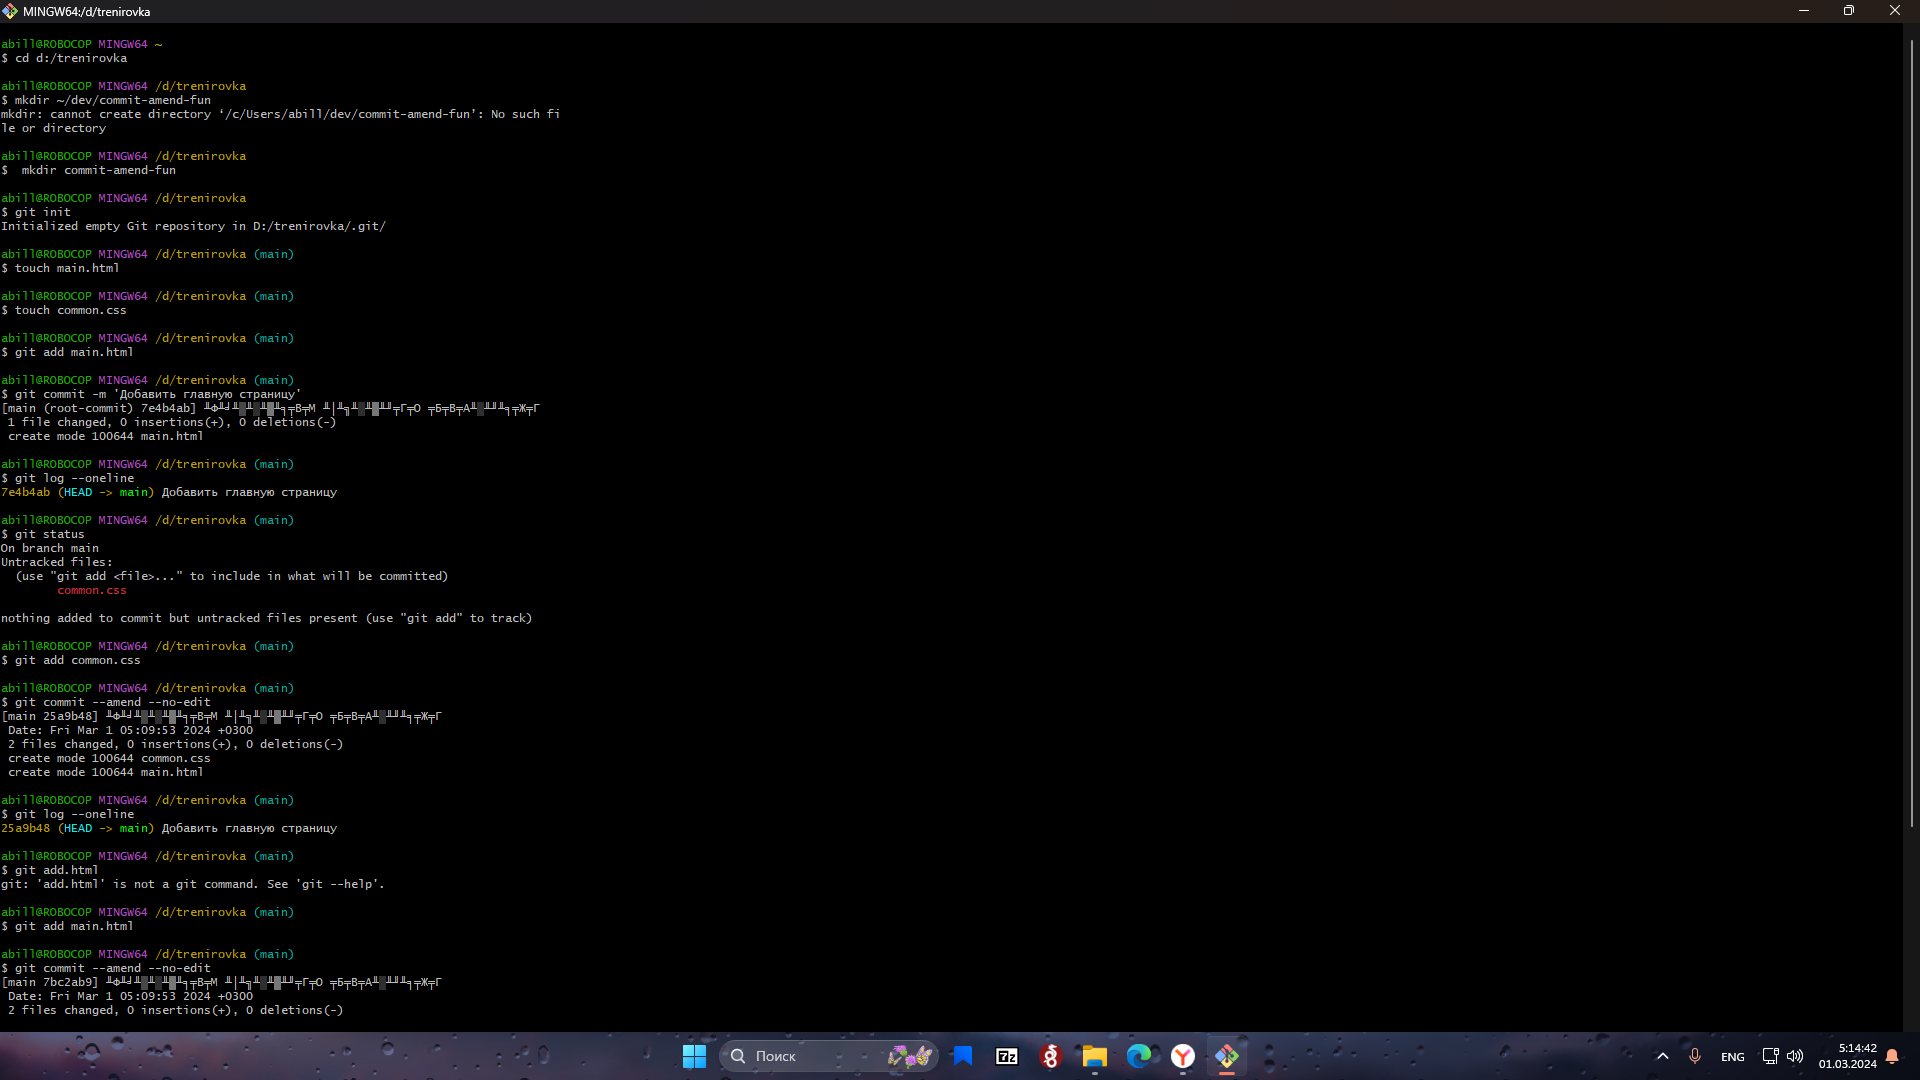 MINGW64:/d/trenirovka
abill@ROBOCOP MINGW64 ~
$ cd d:/trenirovka
abill@ROBOCOP MINGW64 /d/trenirovka
$ mkdir ~/dev/commit-amend-fun
mkdir: cannot create directory ‘/c/Users/abill/dev/commit-amend-fun’: No such fi
le or directory
abill@ROBOCOP MINGW64 /d/trenirovka
$  mkdir commit-amend-fun
abill@ROBOCOP MINGW64 /d/trenirovka
$ git init
Initialized empty Git repository in D:/trenirovka/.git/
abill@ROBOCOP MINGW64 /d/trenirovka (main)
$ touch main.html
abill@ROBOCOP MINGW64 /d/trenirovka (main)
$ touch common.css
abill@ROBOCOP MINGW64 /d/trenirovka (main)
$ git add main.html
abill@ROBOCOP MINGW64 /d/trenirovka (main)
$ git commit -m 'Добавить главную страницу'
[main (root-commit) 7e4b4ab]
1 file changed, 0 insertions(+), 0 deletions(-)
create mode 100644 main.html
abill@ROBOCOP MINGW64 /d/trenirovka (main)
$ git log --oneline
7e4b4ab (HEAD -> main) Добавить главную страницу
abill@ROBOCOP MINGW64 /d/trenirovka (main)
$ git status
On branch main
Untracked files:
(use "git add <file>..." to include in what will be committed)
common.css
nothing added to commit but untracked files present (use "git add" to track)
abill@ROBOCOP MINGW64 /d/trenirovka (main)
$ git add common.css
abill@ROBOCOP MINGW64 /d/trenirovka (main)
$ git commit --amend --no-edit
[main 25a9b48]
Date: Fri Mar 1 05:09:53 2024 +0300
2 files changed, 0 insertions(+), 0 deletions(-)
create mode 100644 common.css
create mode 100644 main.html
abill@ROBOCOP MINGW64 /d/trenirovka (main)
$ git log --oneline
25a9b48 (HEAD -> main) Добавить главную страницу
abill@ROBOCOP MINGW64 /d/trenirovka (main)
$ git add.html
git: 'add.html' is not a git command. See 'git --help'.
abill@ROBOCOP MINGW64 /d/trenirovka (main)
$ git add main.html
abill@ROBOCOP MINGW64 /d/trenirovka (main)
$ git commit --amend --no-edit
[main 7bc2ab9]
Date: Fri Mar 1 05:09:53 2024 +0300
2 files changed, 0 insertions(+), 0 deletions(-)
Поиск
7z
ENG
5:14:42
01.03.2024